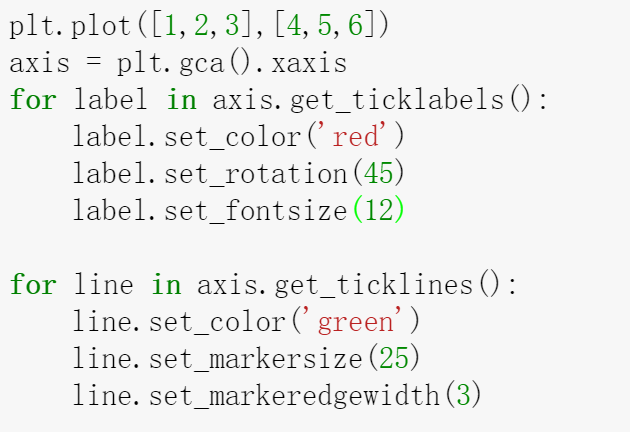 plt.plot([1,2,3],[4,5,6])
axis = plt.gca().xaxis
for label in axis.get_ticklabels():
    label.set_color('red')
    label.set_rotation(45)
    label.set_fontsize(12)

for line in axis.get_ticklines():
    line.set_color('green')
    line.set_markersize(25)
    line.set_markeredgewidth(3)